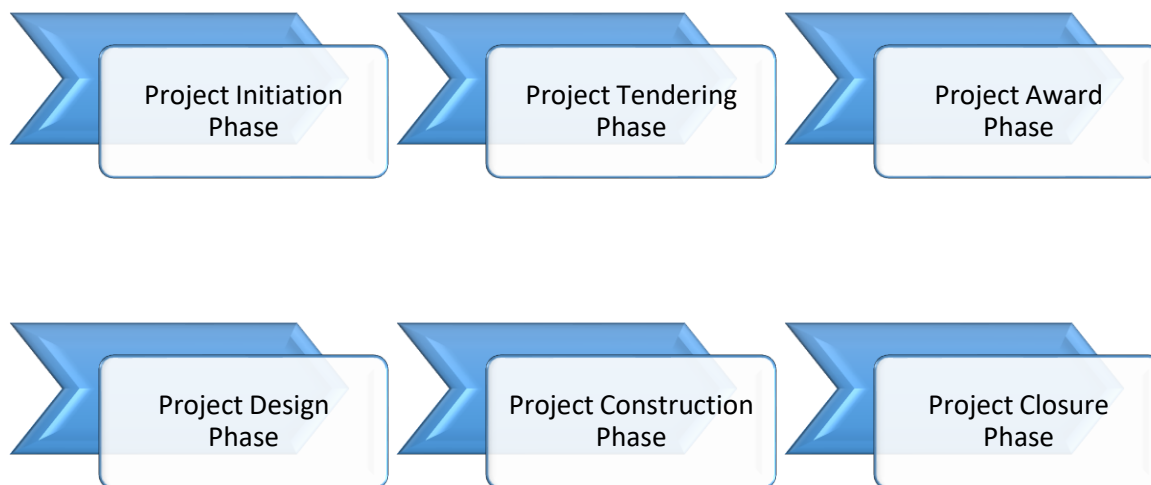 Project Initiation
Phase
Project Tendering
Phase
Project Award
Phase
Project Design
Phase
Project Construction
Phase
Project Closure
Phase